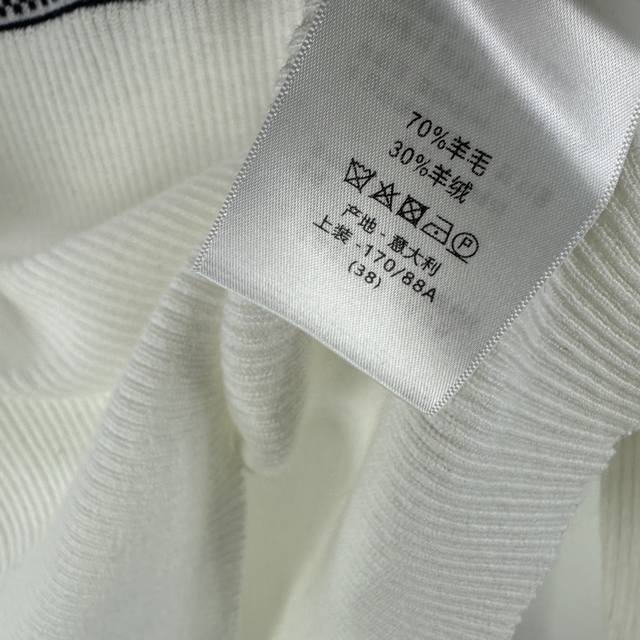 70%羊毛
30%羊绒
P
产地-意大利
上装-170/88A
(38)